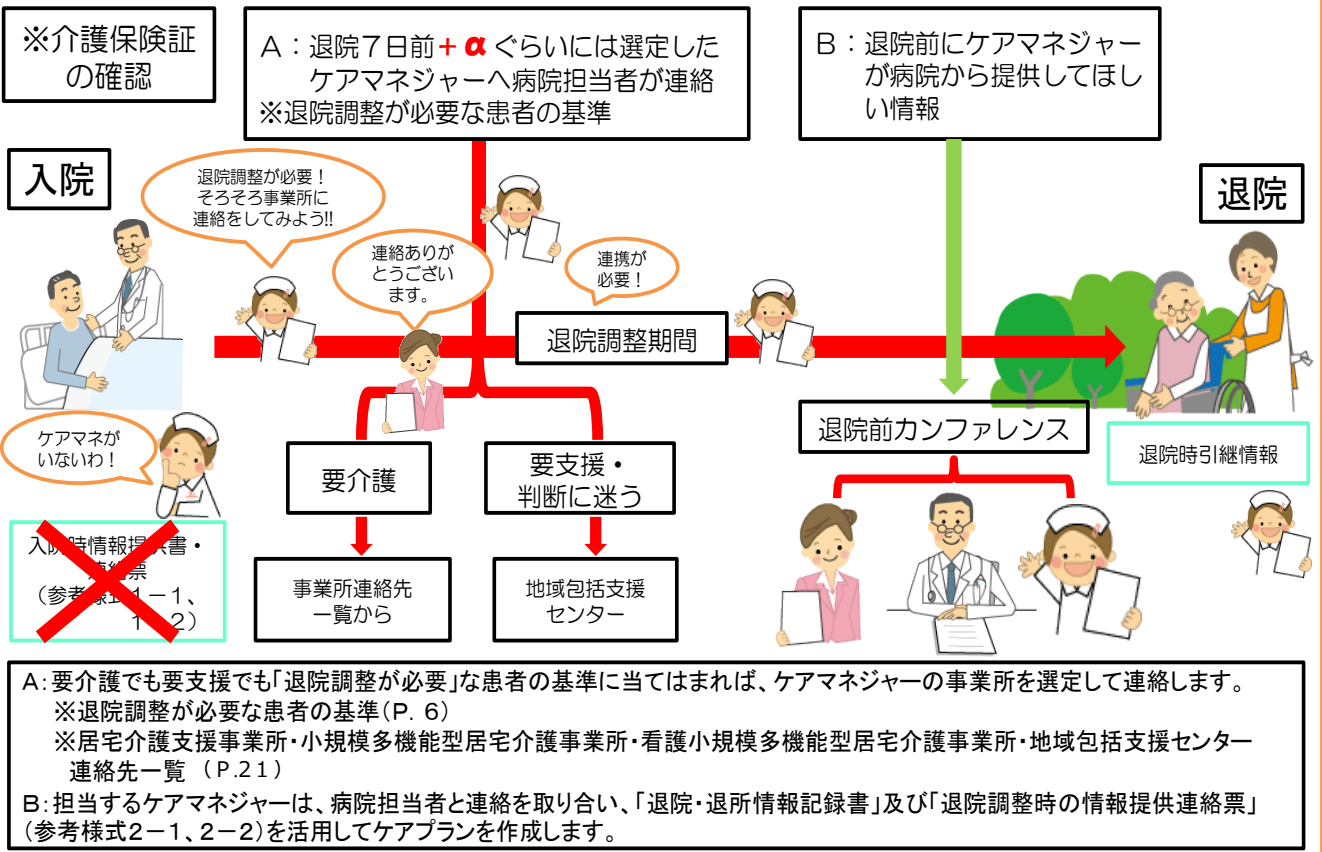 ※介護保険証
の確認
A：退院７日前＋α ぐらいには選定した
ケアマネジャーへ病院担当者が連絡
※退院調整が必要な患者の基準
B：退院前にケアマネジャー
が病院から提供してほし
い情報
入院
退院調整が必要！
そろそろ事業所に
連絡をしてみよう!!
連絡ありが
とうござい
ます。
連携が
必要！
退院
退院調整期間
ケアマネが
いないわ！
要介護
要支援・
判断に迷う
退院前カンファレンス
退院時引継情報
入院時情報提供書・
連絡票
（参考様式１－１、
１－２）
事業所連絡先
一覧から
地域包括支援
センター
A：要介護でも要支援でも「退院調整が必要」な患者の基準に当てはまれば、ケアマネジャーの事業所を選定して連絡します。
※退院調整が必要な患者の基準（P. 6）
※居宅介護支援事業所・小規模多機能型居宅介護事業所・看護小規模多機能型居宅介護事業所・地域包括支援センター
連絡先一覧 （P.21）
B：担当するケアマネジャーは、病院担当者と連絡を取り合い、「退院・退所情報記録書」及び「退院調整時の情報提供連絡票」
（参考様式２－１、２－２）を活用してケアプランを作成します。